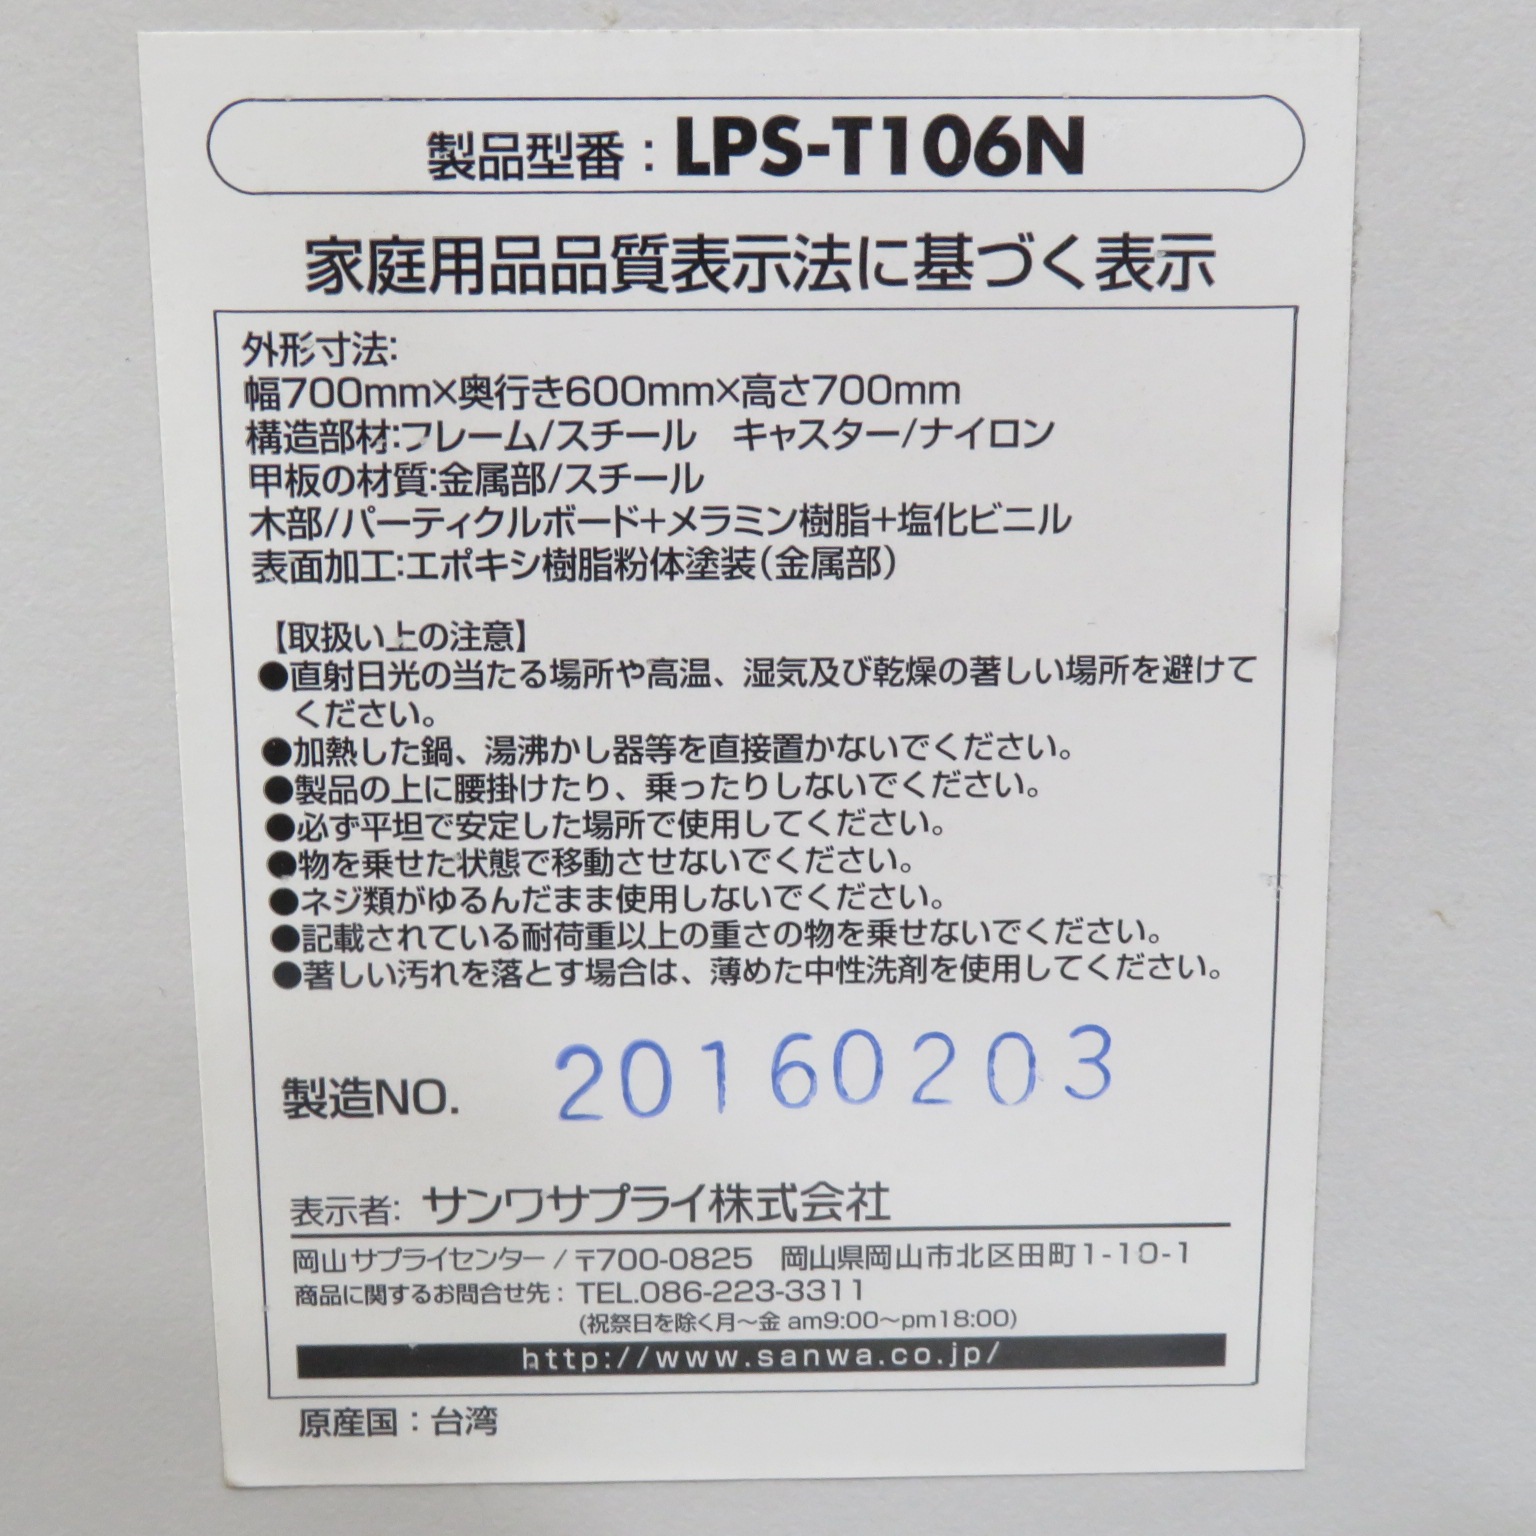 製品型番：LPS-T106N
家庭用品品質表示法に基づく表示
外形寸法:
幅700mm×奥行き600mm×高さ700mm
構造部材:フレーム/スチール　キャスター/ナイロン
甲板の材質:金属部/スチール
木部/パーティクルボード+メラミン樹脂+塩化ビニル
表面加工:エポキシ樹脂粉体塗装(金属部)
【取扱い上の注意】
●直射日光の当たる場所や高温、湿気及び乾燥の著しい場所を避けて
ください。
●加熱した鍋、湯沸かし器等を直接置かないでください。
●製品の上に腰掛けたり、乗ったりしないでください。
●必ず平坦で安定した場所で使用してください。
●物を乗せた状態で移動させないでください。
●ネジ類がゆるんだまま使用しないでください。
●記載されている耐荷重以上の重さの物を乗せないでください。
●著しい汚れを落とす場合は、薄めた中性洗剤を使用してください。
製造NO. 20160203
表示者: サンワサプライ株式会社
岡山サプライセンター/〒700-0825　岡山県岡山市北区田町1-10-1
商品に関するお問合せ先：TEL.086-223-3311
(祝祭日を除く月～金 am9:00～pm18:00)
http://www.sanwa.co.jp/
原産国：台湾